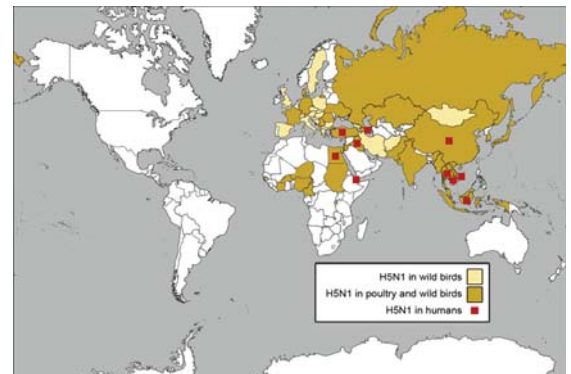 H5N1 in wild birds
H5N1 in poultry and wild birds
H5N1 in humans